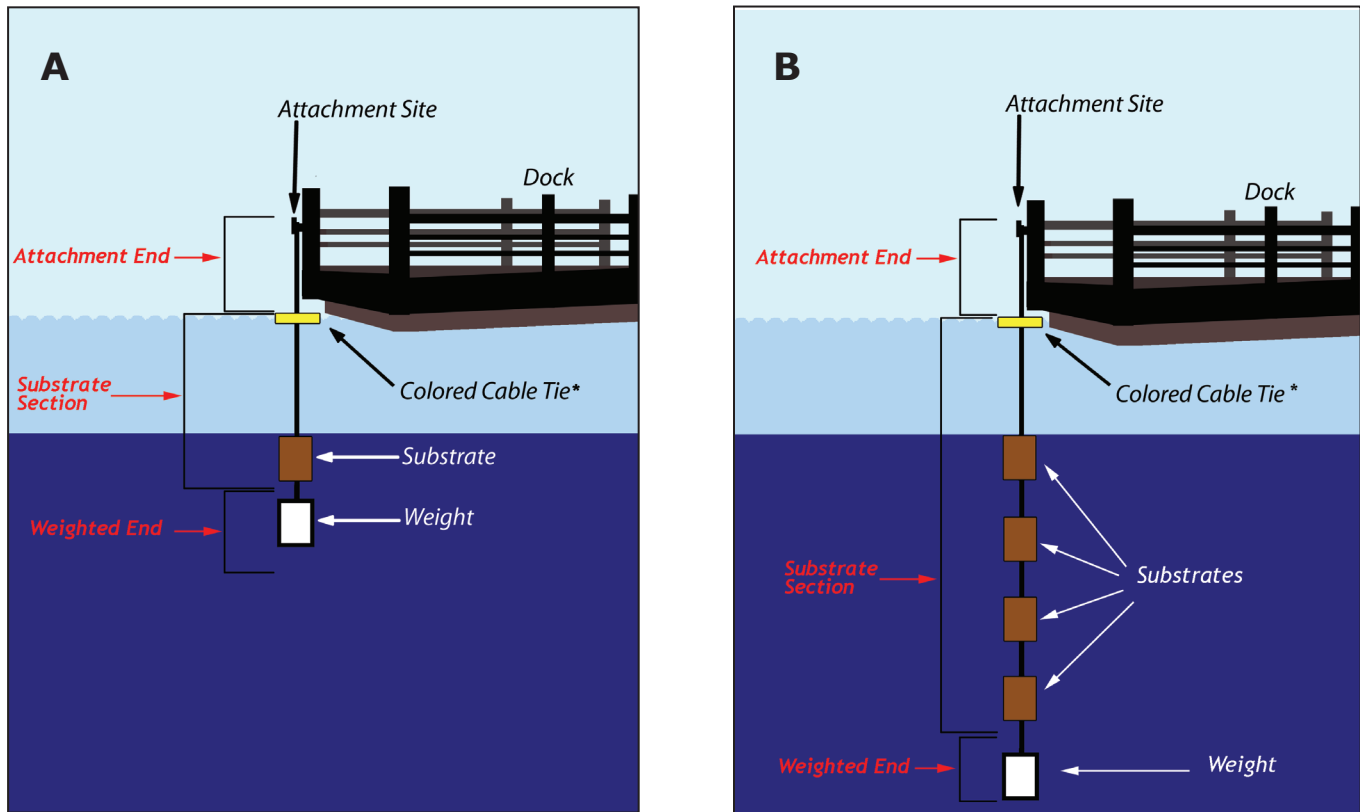 A
Attachment Site
Dock
Attachment End
Colored Cable Tie*
Substrate
Section
Substrate
Weighted End
Weight
B
Attachment Site
Dock
Attachment End
Colored Cable Tie *
Substrate
Section
Substrates
Weighted End
Weight